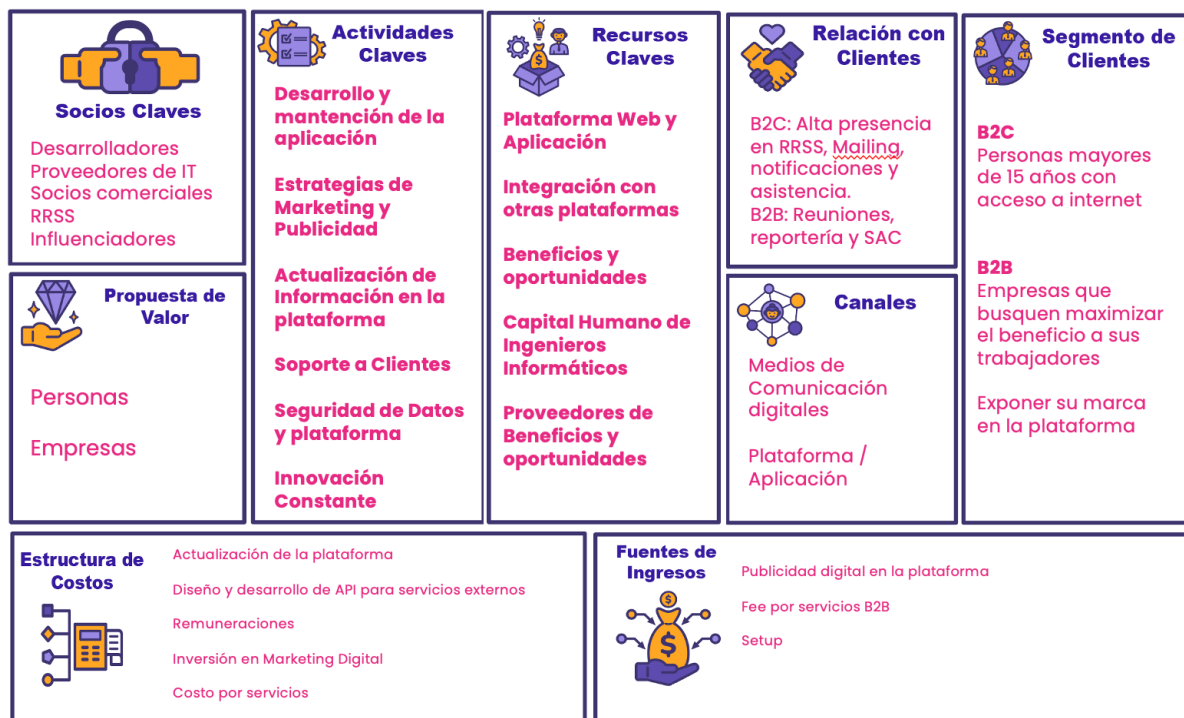 Socios Claves
Desarrolladores
Proveedores de IT
Socios comerciales
RRSS
Influenciadores
Propuesta de
Valor
Personas
Empresas
Actividades
Claves
Desarrollo y
mantención de la
aplicación
Estrategias de
Marketing y
Publicidad
Actualización de
Información en la
plataforma
Soporte a Clientes
Seguridad de Datos
y plataforma
Innovación
Constante
Recursos
Claves
Plataforma Web y
Aplicación
Integración con
otras plataformas
Beneficios y
oportunidades
Capital Humano de
Ingenieros
Informáticos
Proveedores de
Beneficios y
oportunidades
Relación con
Clientes
B2C: Alta presencia
en RRSS, Mailing,
notificaciones y
asistencia.
B2B: Reuniones,
reportería y SAC
Canales
Medios de
Comunicación
digitales
Plataforma /
Aplicación
Segmento de
Clientes
B2C
Personas mayores
de 15 años con
acceso a internet
B2B
Empresas que
busquen maximizar
el beneficio a sus
trabajadores
Exponer su marca
en la plataforma
Estructura de
Costos
Actualización de la plataforma
Diseño y desarrollo de API para servicios externos
Remuneraciones
Inversión en Marketing Digital
Costo por servicios
Fuentes de
Ingresos
$
$
Publicidad digital en la plataforma
Fee por servicios B2B
Setup